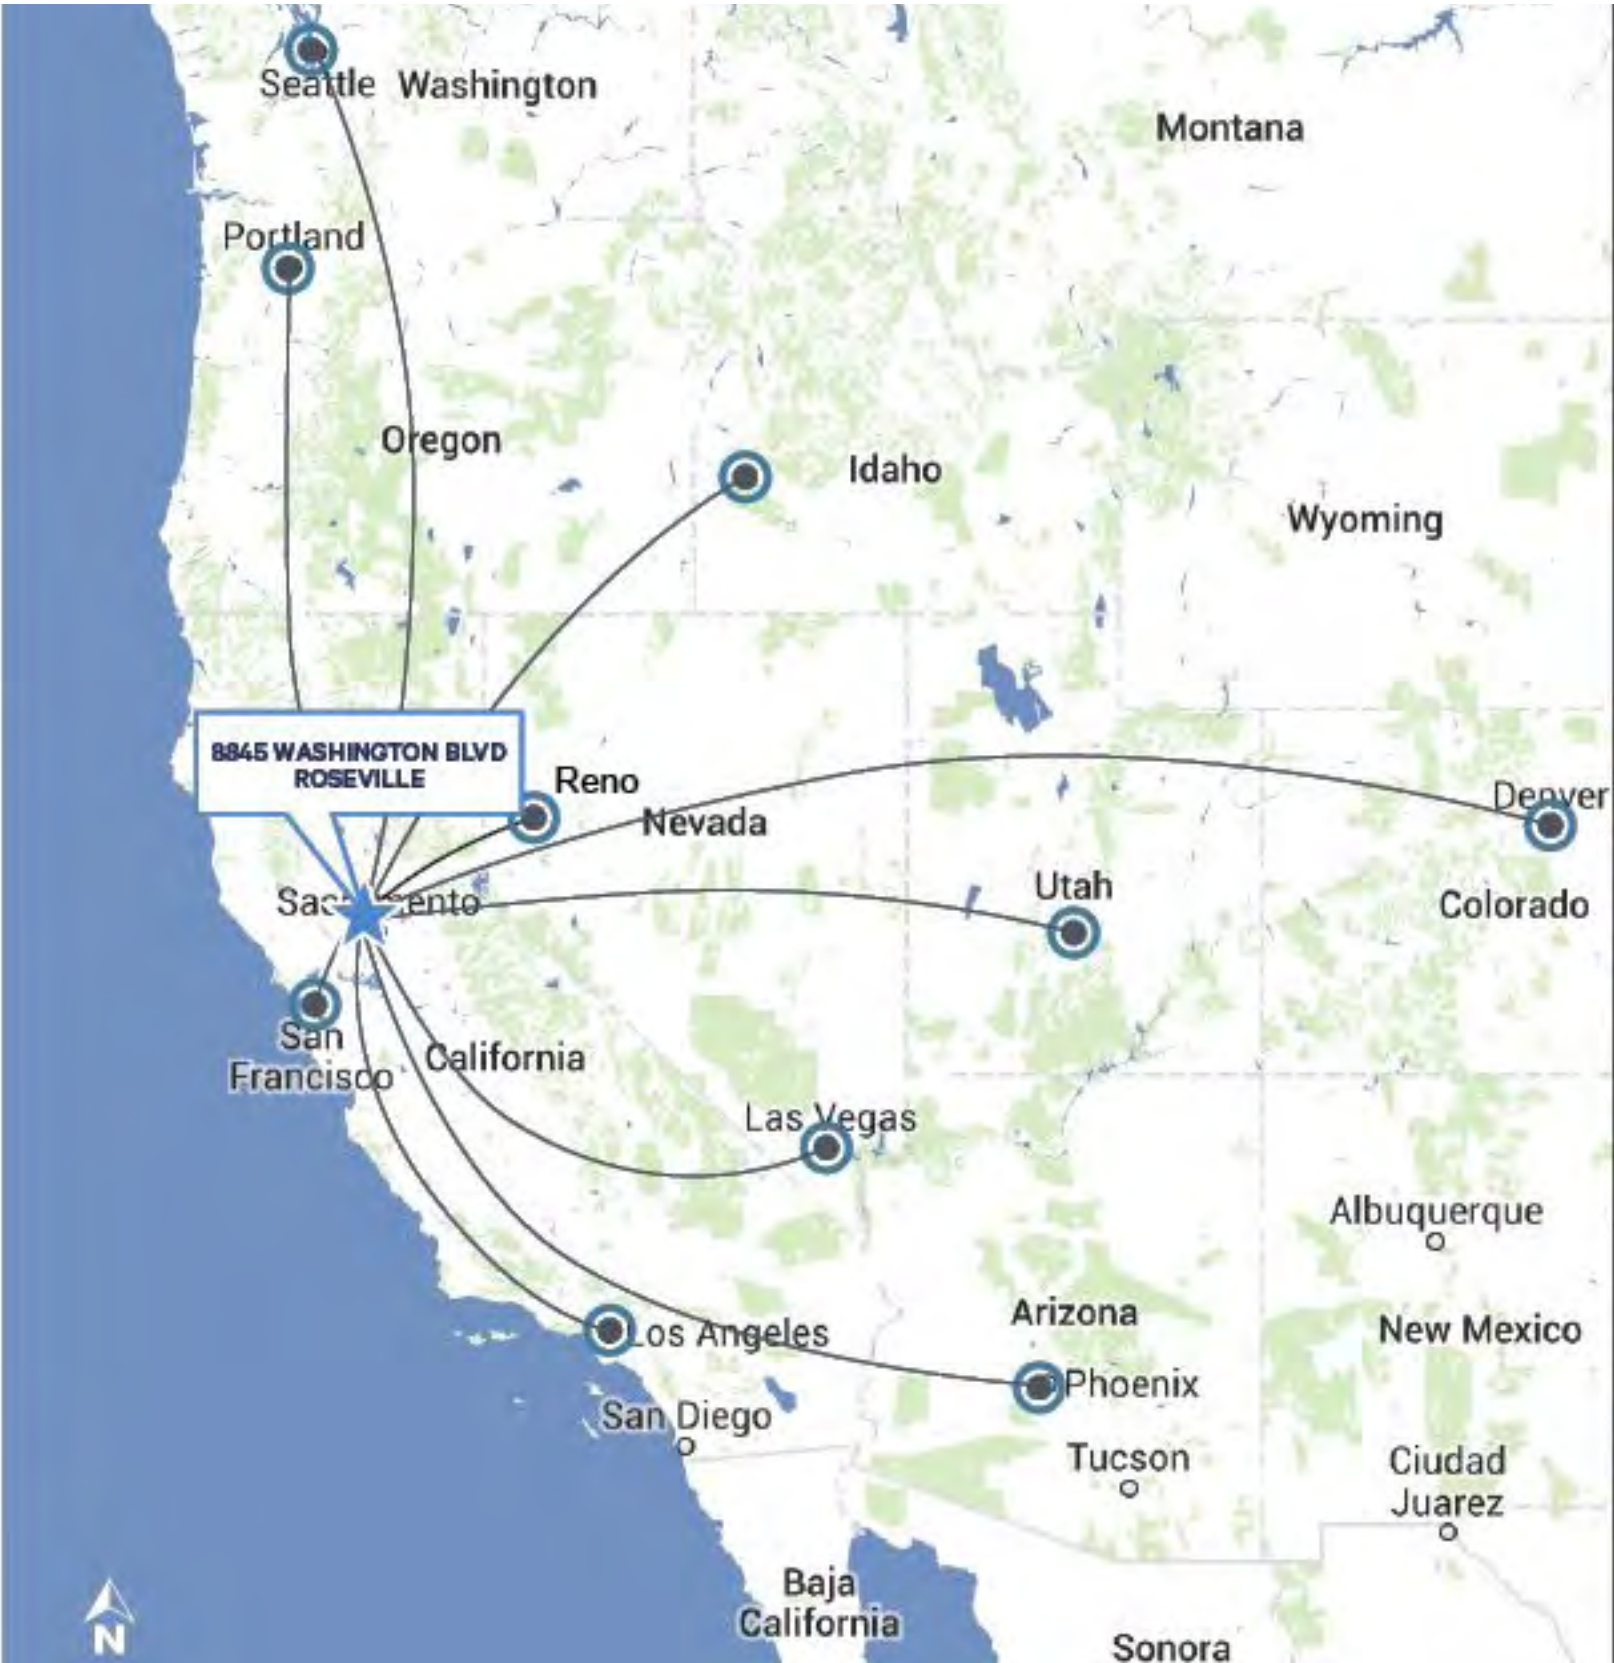 Seattle
Washington
Montana
Portland
Oregon
Idaho
Wyoming
8845 WASHINGTON BLVD
ROSEVILLE
Reno
Nevada
Denver
Utah
Colorado
Sacramento
San
Francisco
California
Las Vegas
Albuquerque
Arizona
New Mexico
Los Angeles
Phoenix
San Diego
Tucson
Ciudad
Juarez
Baja
California
Sonora
N